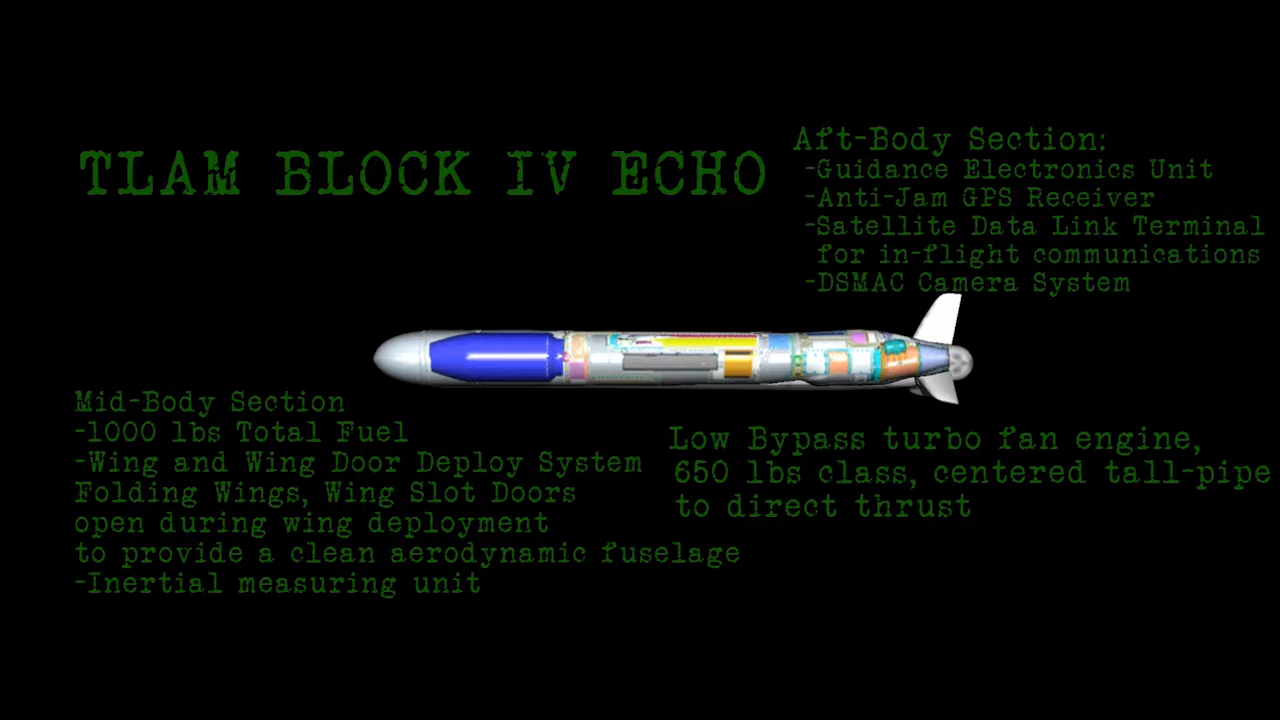 TLAM BLOCK IV ECHO
Aft-Body Section:
-Guidance Electronics Unit
-Anti-Jam GPS Receiver
-Satellite Data Link Terminal
for in-flight communications
-DSMAC Camera System
Mid-Body Section
-1000 lbs Total Fuel
-Wing and Wing Door Deploy System
Folding Wings, Wing Slot Doors
open during wing deployment
to provide a clean aerodynamic fuselage
-Inertial measuring unit
Low Bypass turbo fan engine,
650 lbs class, centered tall-pipe
to direct thrust